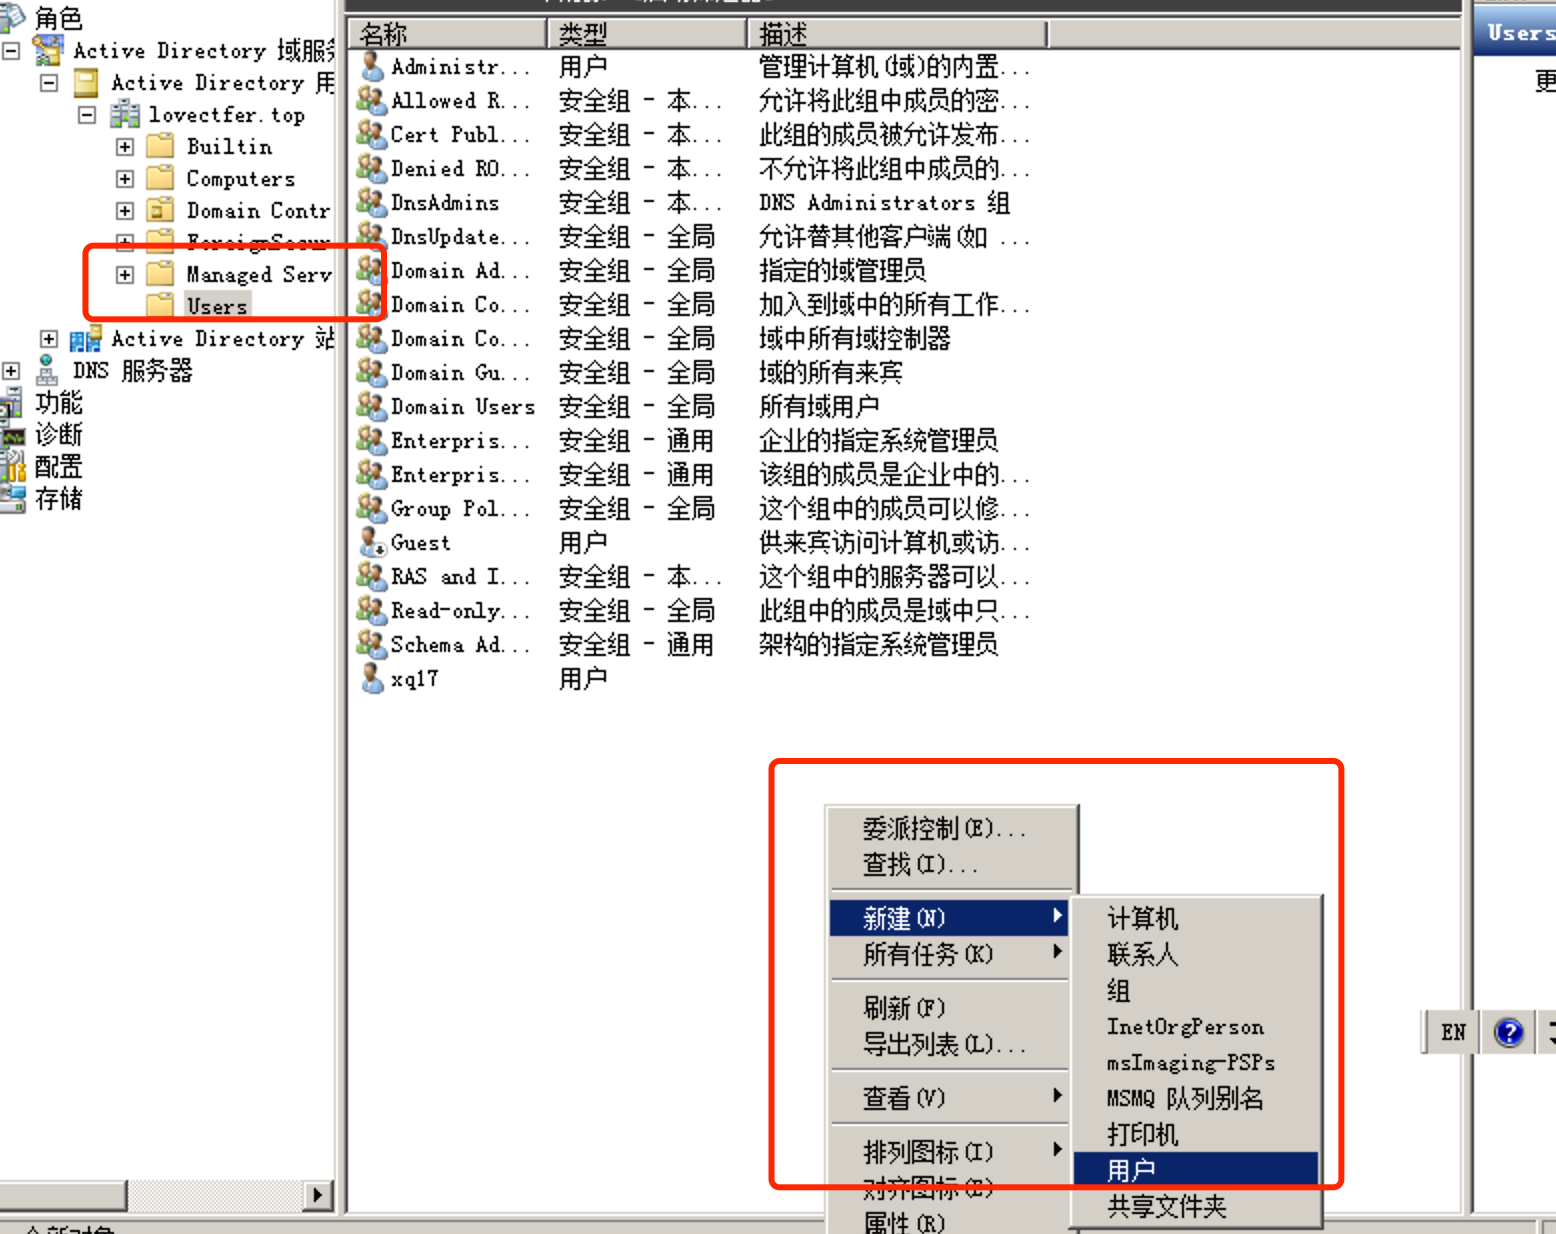 角色
Active Directory 域服务
Active Directory 用
lovectfer.top
Builtin
Computers
Domain Contr
ForeignSecur
Managed Serv
Users
Active Directory 站
DNS 服务器
功能
诊断
配置
存储
名称 类型 描述
Administr... 用户 管理计算机(域)的内置...
Allowed R... 安全组 - 本... 允许将此组中成员的密...
Cert Publ... 安全组 - 本... 此组的成员被允许发布...
Denied RO... 安全组 - 本... 不允许将此组中成员的...
DnsAdmins 安全组 - 本... DNS Administrators 组
DnsUpdate... 安全组 - 全局 允许替其他客户端(如 ...
Domain Ad... 安全组 - 全局 指定的域管理员
Domain Co... 安全组 - 全局 加入到域中的所有工作...
Domain Co... 安全组 - 全局 域中所有域控制器
Domain Gu... 安全组 - 全局 域的所有来宾
Domain Users 安全组 - 全局 所有域用户
Enterpris... 安全组 - 通用 企业的指定系统管理员
Enterpris... 安全组 - 通用 该组的成员是企业中的...
Group Pol... 安全组 - 全局 这个组中的成员可以修...
Guest 用户 供来宾访问计算机或访...
RAS and I... 安全组 - 本... 这个组中的服务器可以...
Read-only... 安全组 - 全局 此组中的成员是域中只...
Schema Ad... 安全组 - 通用 架构的指定系统管理员
xq17 用户
委派控制(E)...
查找(I)...
新建(N)
所有任务(K)
刷新(F)
导出列表(L)...
查看(V)
排列图标(I)
对齐图标(E)
属性(R)
计算机
联系人
组
InetOrgPerson
msImaging-PSPs
MSMQ 队列别名
打印机
用户
共享文件夹
Users
更
EN